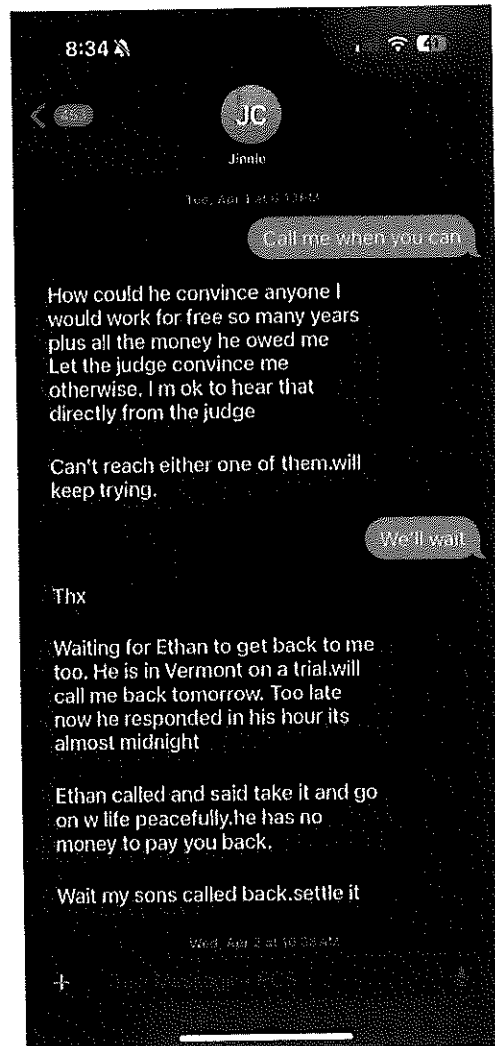 8:34
JC
Jinnie
Call me when you can
How could he convince anyone I
would work for free so many years
plus all the money he owed me
Let the judge convince me
otherwise. I m ok to hear that
directly from the judge
Can't reach either one of them.will
keep trying.
We'll wait
Thx
Waiting for Ethan to get back to me
too. He is in Vermont on a trial.will
call me back tomorrow. Too late
now he responded in his hour its
almost midnight
Ethan called and said take it and go
on w life peacefully.he has no
money to pay you back.
Wait my sons called back.settle it
Wed, Apr 2 at